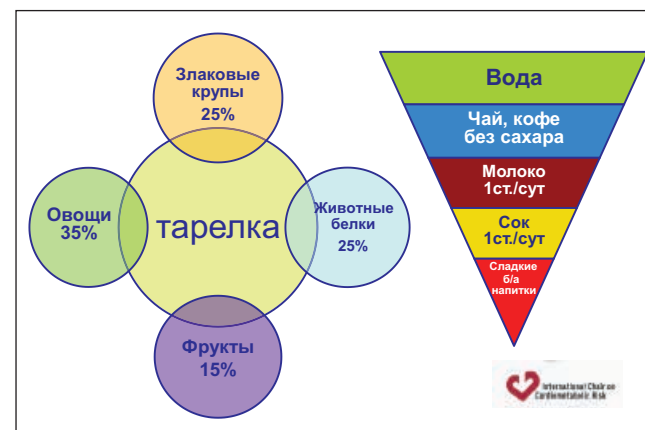 Злаковые
крупы
25%
Овощи
35%
тарелка
Животные
белки
25%
Фрукты
15%
Вода
Чай, кофе
без сахара
Молоко
1ст./сут
Сок
1ст./сут
Сладкие
б/а
напитки
International Chair on
Cardiometabolic Risk